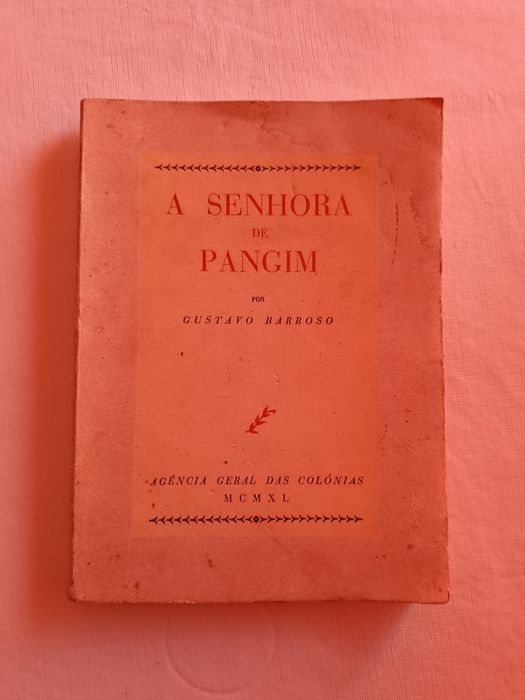 A SENHORA
DE
PANGIM
POR
GUSTAVO BARROSO
AGÊNCIA GERAL DAS COLÓNIAS
MCMXL